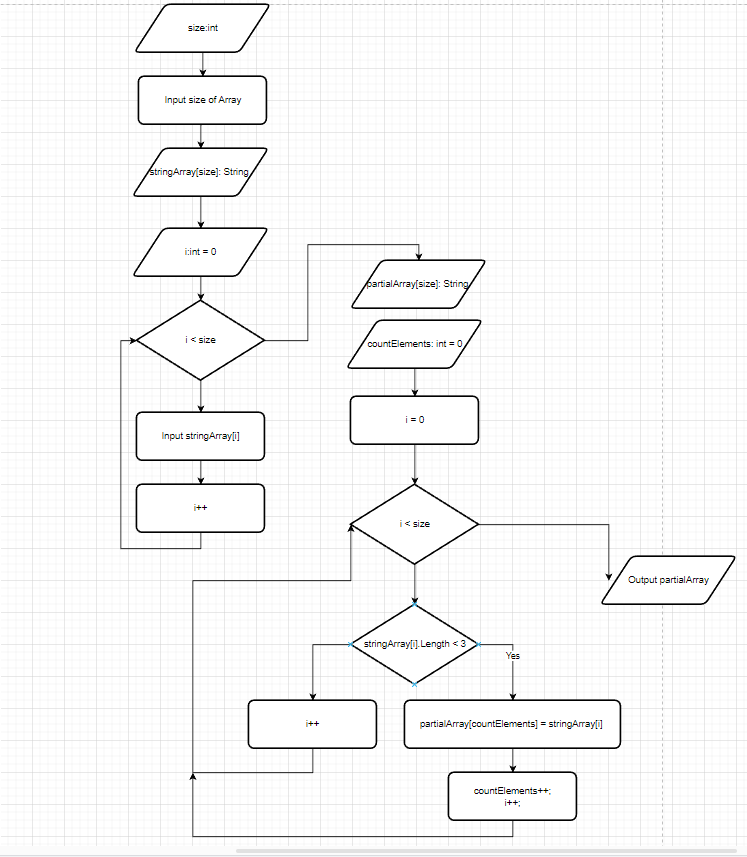 size:int
Input size of Array
stringArray[size]: String
i:int = 0
i < size
Input stringArray[i]
i++
partialArray[size]: String
countElements: int = 0
i = 0
i < size
Output partialArray
stringArray[i].Length < 3
Yes
i++
partialArray[countElements] = stringArray[i]
countElements++;
i++;